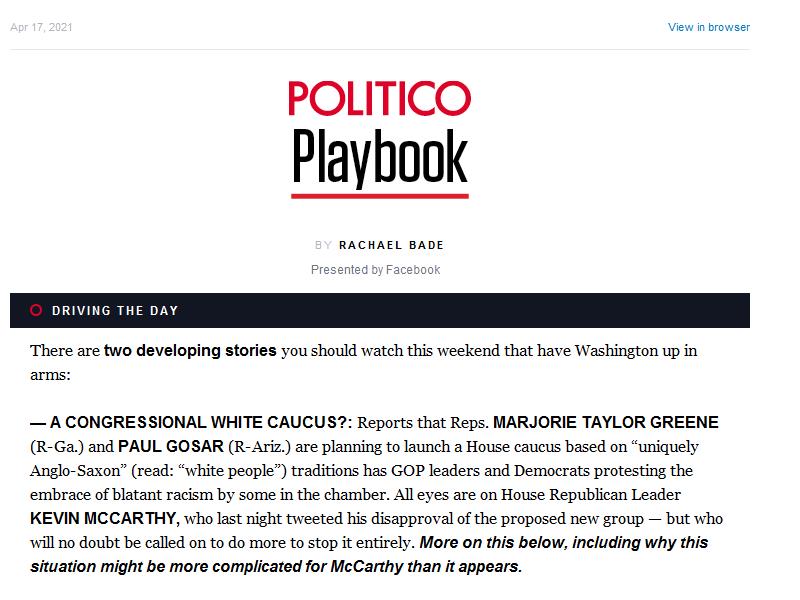 Apr 17, 2021 View in browser
POLITICO
Playbook
BY RACHAEL BADE
Presented by Facebook
DRIVING THE DAY
There are two developing stories you should watch this weekend that have Washington up in
arms:
— A CONGRESSIONAL WHITE CAUCUS?: Reports that Reps. MARJORIE TAYLOR GREENE
(R-Ga.) and PAUL GOSAR (R-Ariz.) are planning to launch a House caucus based on “uniquely
Anglo-Saxon” (read: “white people”) traditions has GOP leaders and Democrats protesting the
embrace of blatant racism by some in the chamber. All eyes are on House Republican Leader
KEVIN MCCARTHY, who last night tweeted his disapproval of the proposed new group — but who
will no doubt be called on to do more to stop it entirely. More on this below, including why this
situation might be more complicated for McCarthy than it appears.